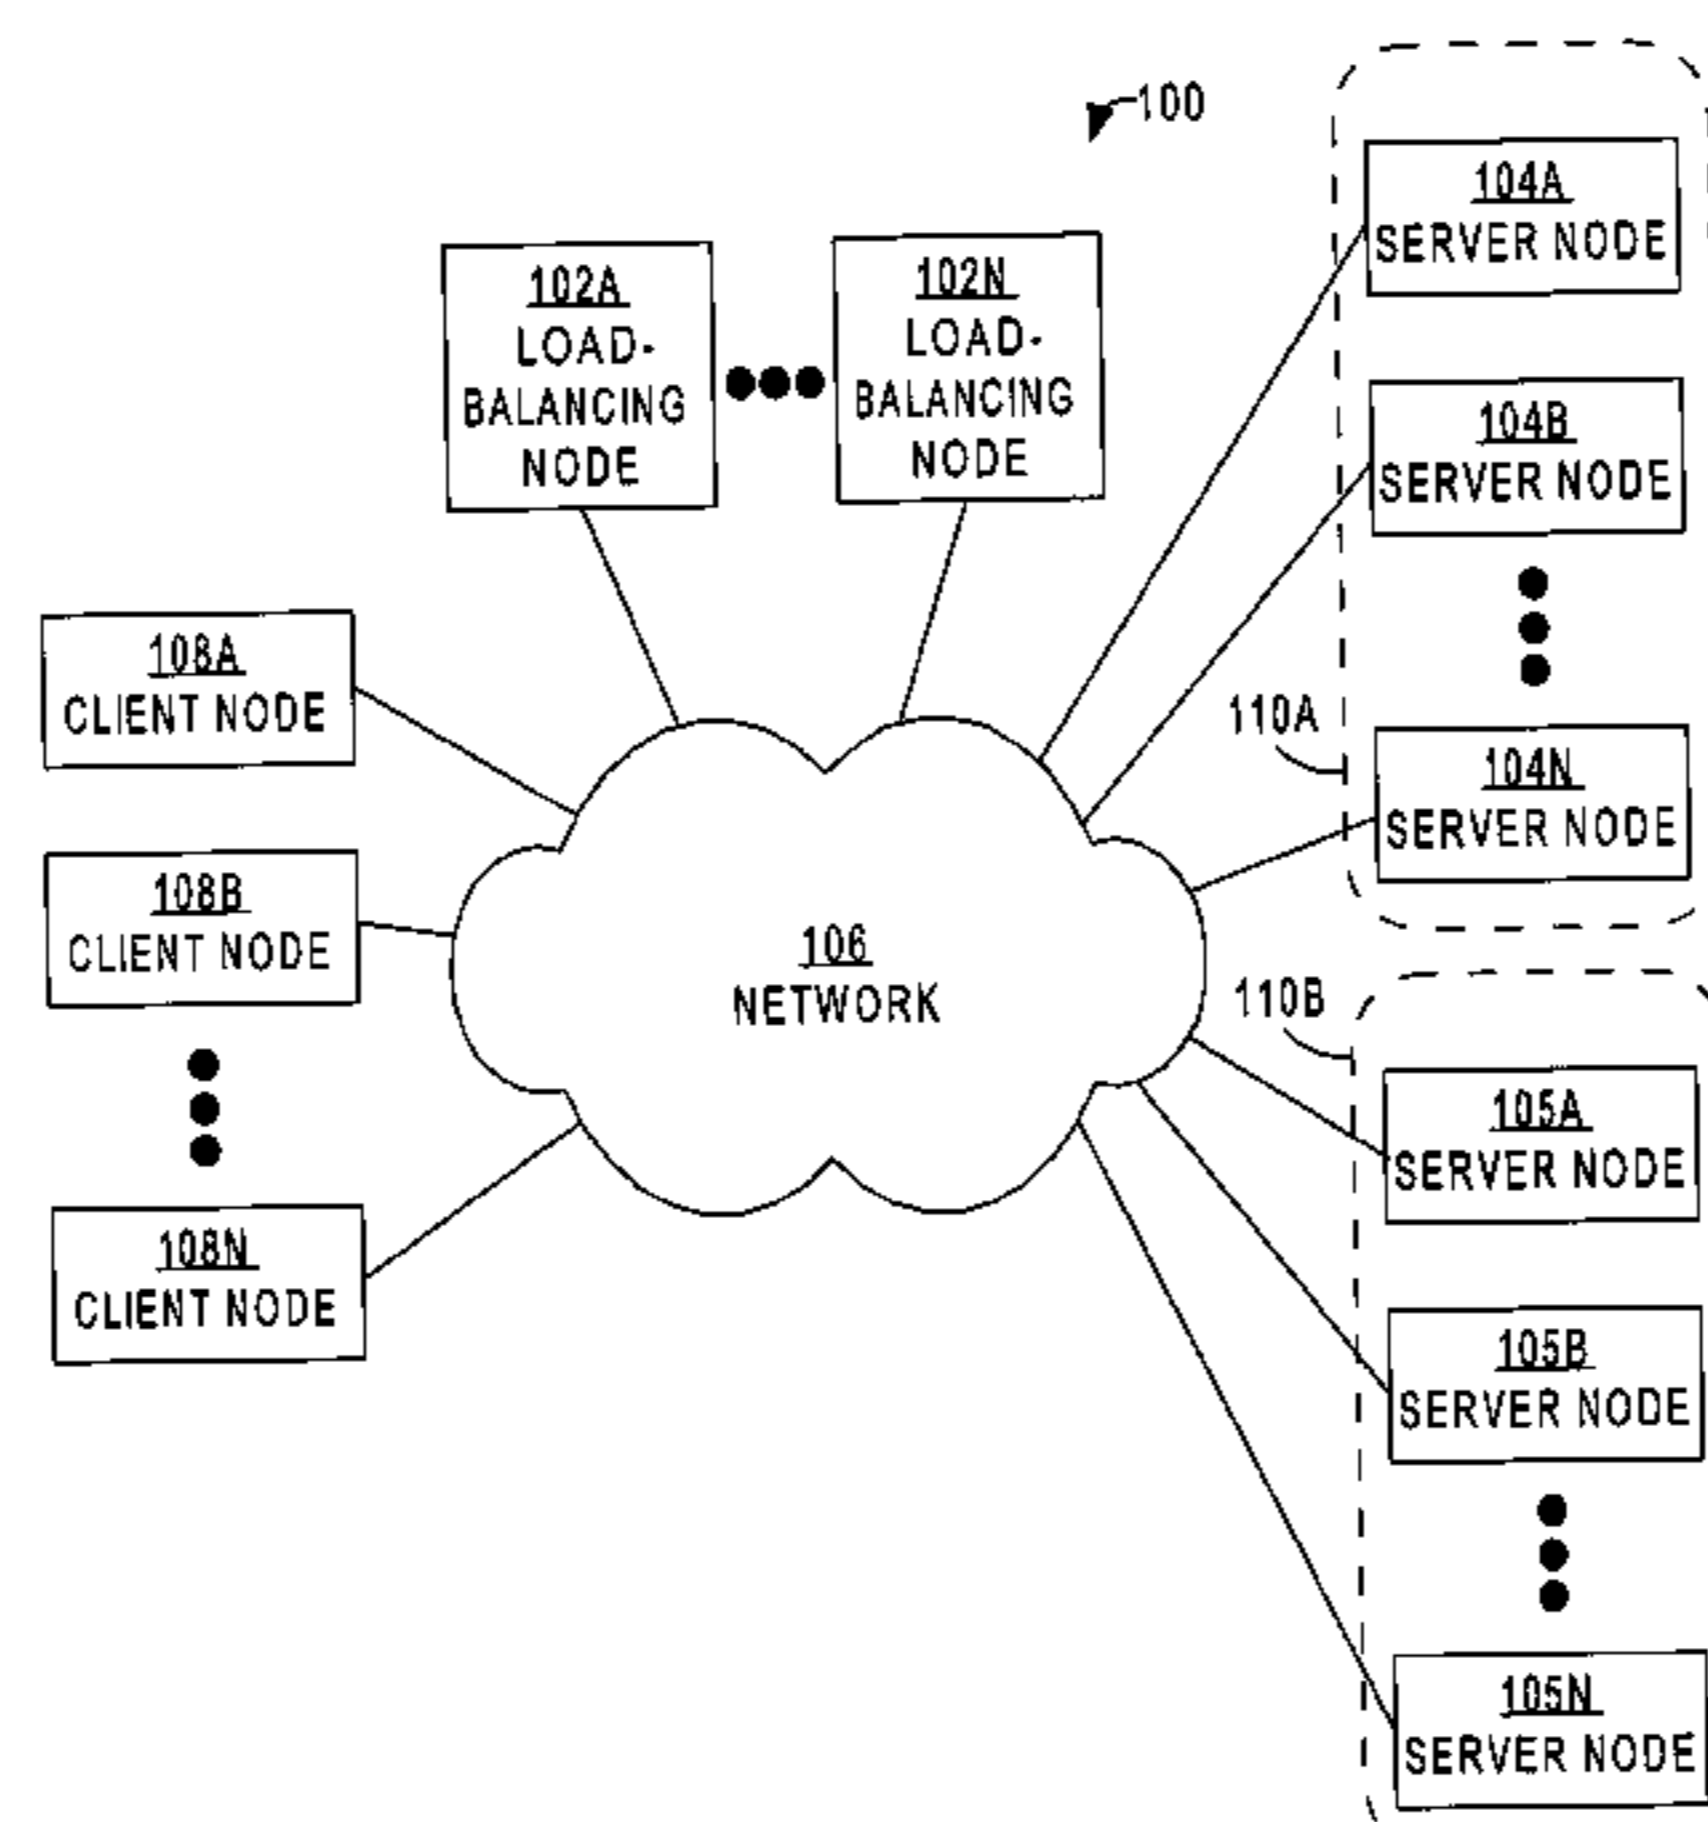 100
104A
SERVER NODE
102A
LOAD-
BALANCING
NODE
102N
LOAD-
BALANCING
NODE
104B
SERVER NODE
108A
CLIENT NODE
110A
104N
SERVER NODE
108B
CLIENT NODE
106
NETWORK
110B
105A
SERVER NODE
108N
CLIENT NODE
105B
SERVER NODE
105N
SERVER NODE